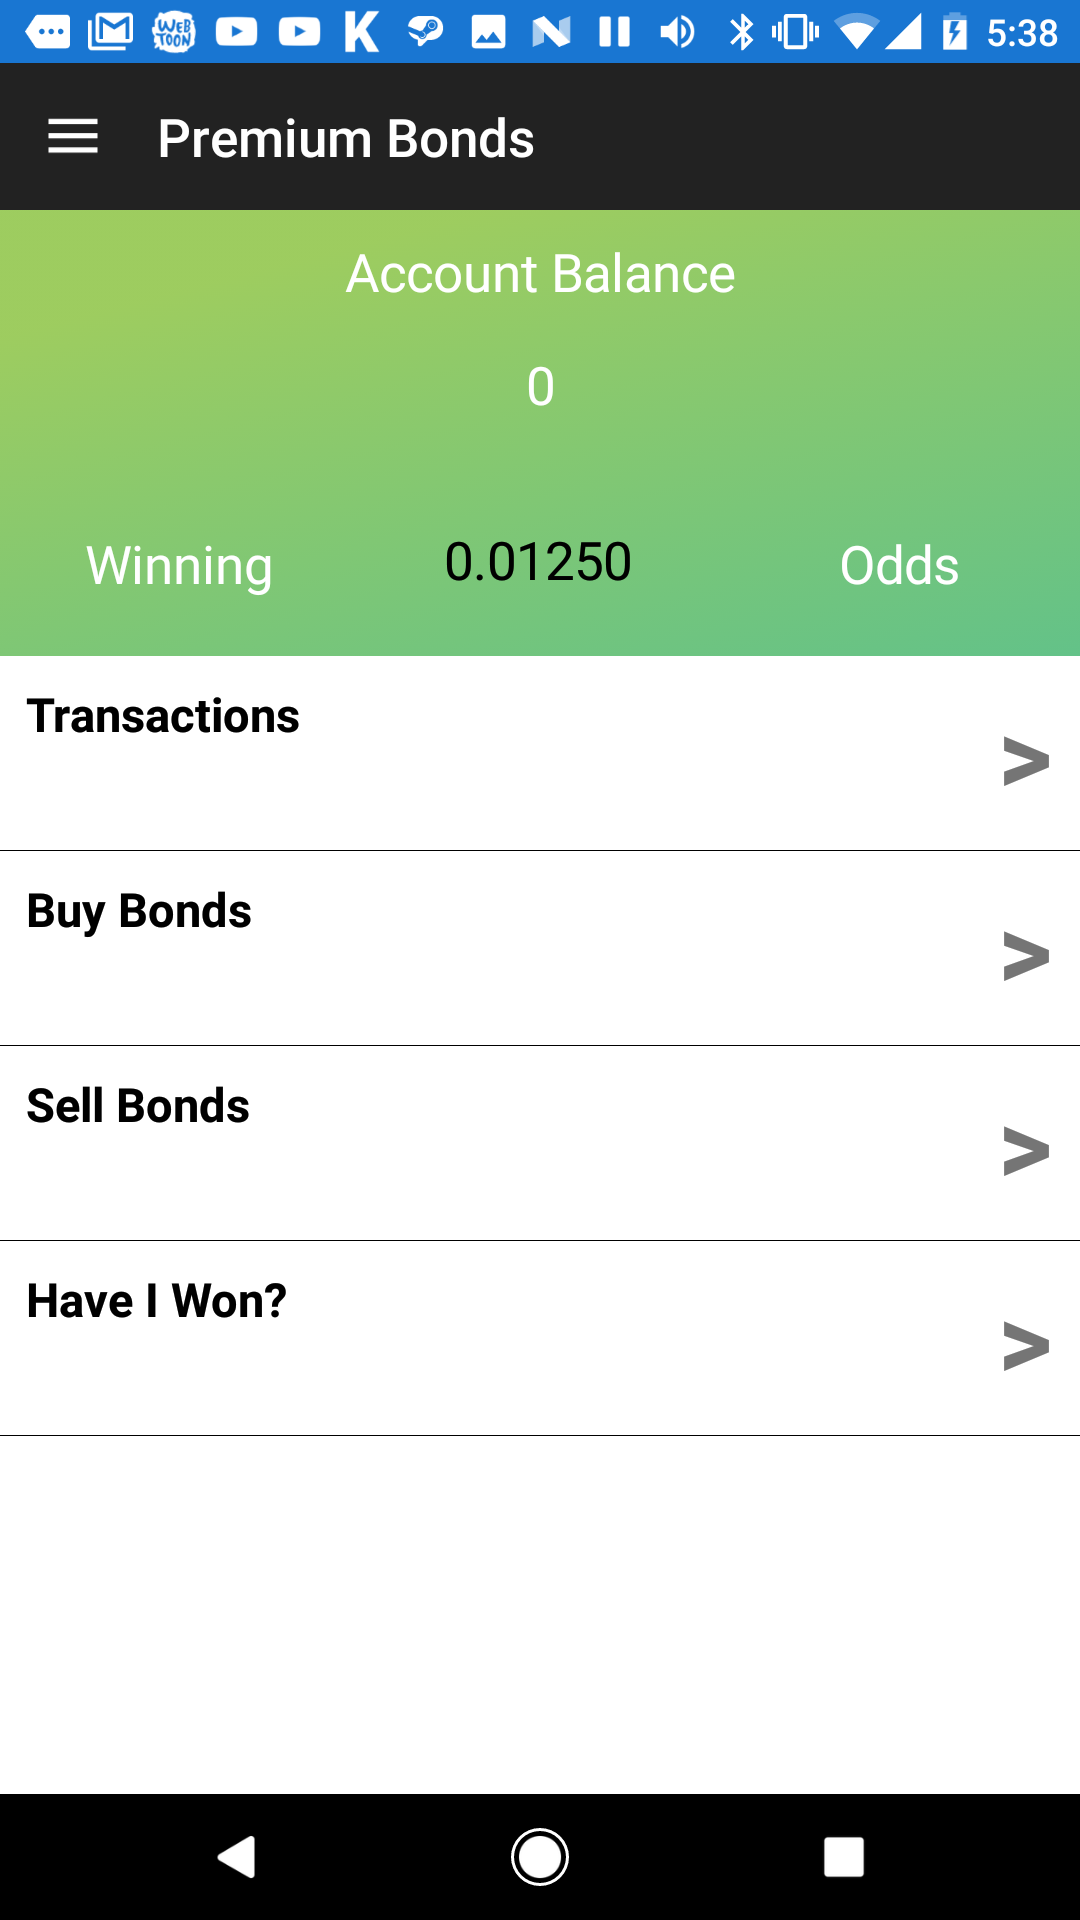 WEB
TOON
5:38
Premium Bonds
Account Balance
0
Winning 0.01250 Odds
Transactions
>
Buy Bonds
>
Sell Bonds
>
Have I Won?
>